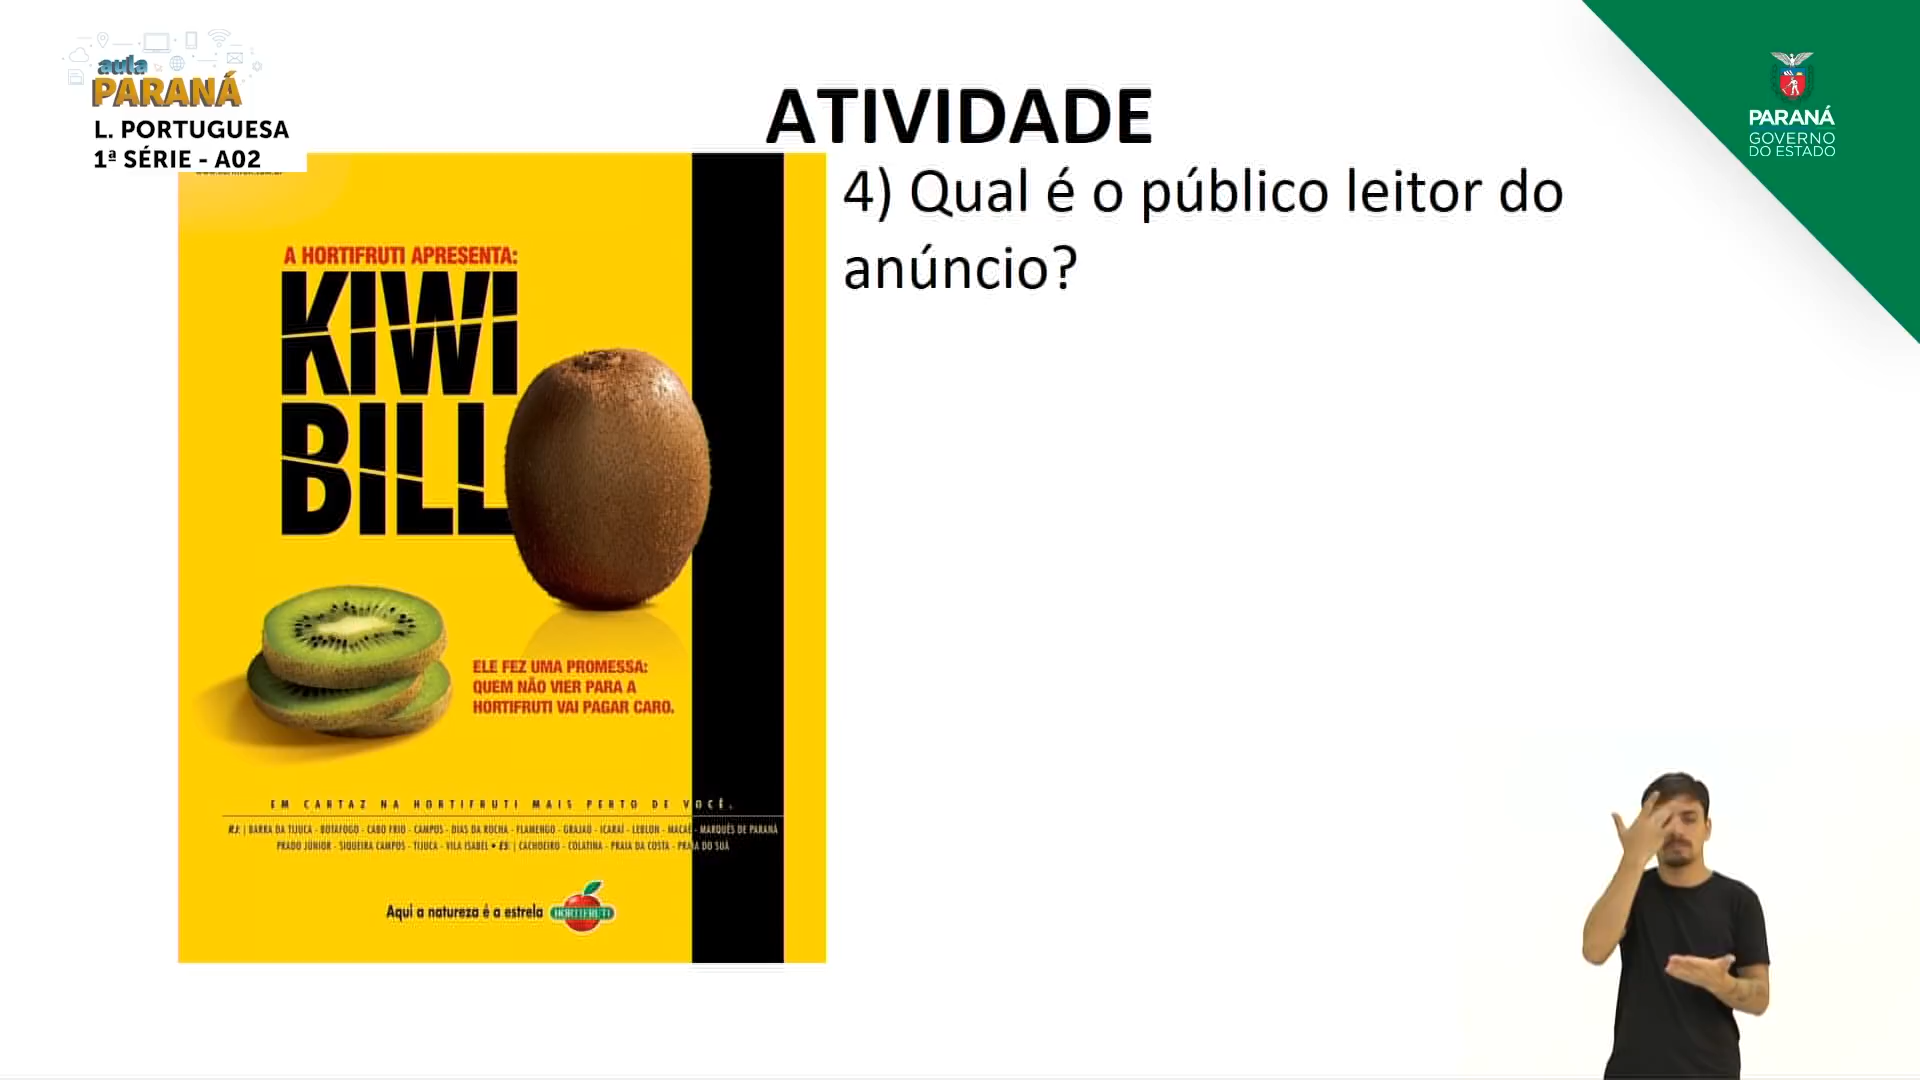 aula
PARANÁ
L. PORTUGUESA
1ª SÉRIE - A02
ATIVIDADE
PARANÁ
GOVERNO
DO ESTADO
4) Qual é o público leitor do
anúncio?
A HORTIFRUTI APRESENTA:
KIWI
BILL
ELE FEZ UMA PROMESSA:
QUEM NÃO VIER PARA A
HORTIFRUTI VAI PAGAR CARO.
EM CARTAZ NA HORTIFRUTI MAIS PERTO DE VOCÊ.
RJ: | BARRA DA TIJUCA - BOTAFOGO - CABO FRIO - CAMPOS - DIAS DA ROCHA - FLAMENGO - GRAJAÚ - ICARAÍ - LEBLON - MACAÉ - MARQUÊS DE PARANÁ
PRADO JÚNIOR - SIQUEIRA CAMPOS - TIJUCA - VILA ISABEL • ES: | CACHOEIRO - COLATINA - PRAIA DA COSTA - PRAIA DO SUÁ
Aqui a natureza é a estrela HORTIFRUTI